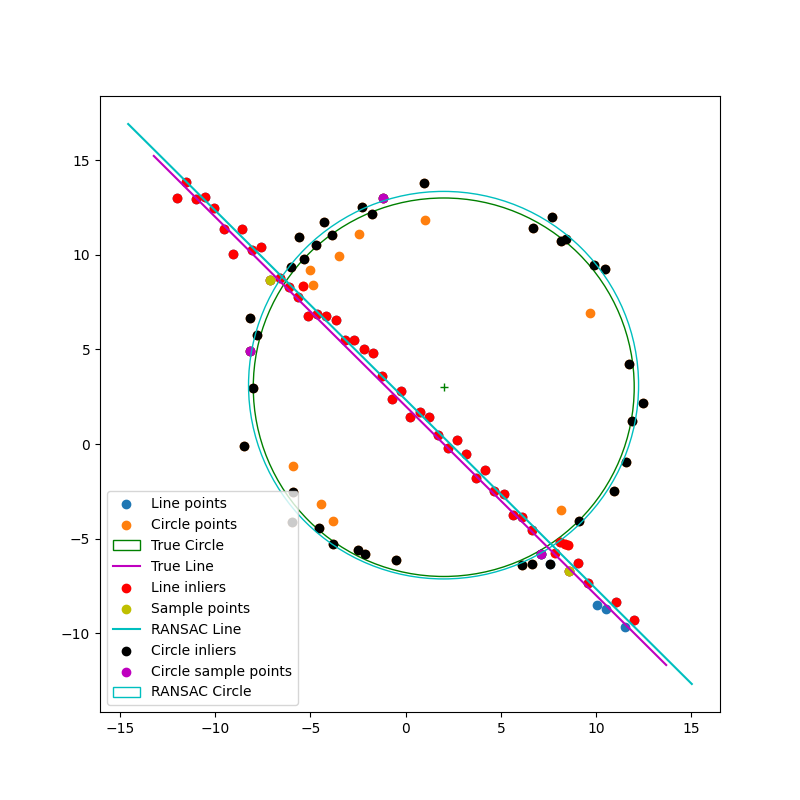 15
10
5
0
−5
−10
Line points
Circle points
True Circle
True Line
Line inliers
Sample points
RANSAC Line
Circle inliers
Circle sample points
RANSAC Circle
−15 −10 −5 0 5 10 15